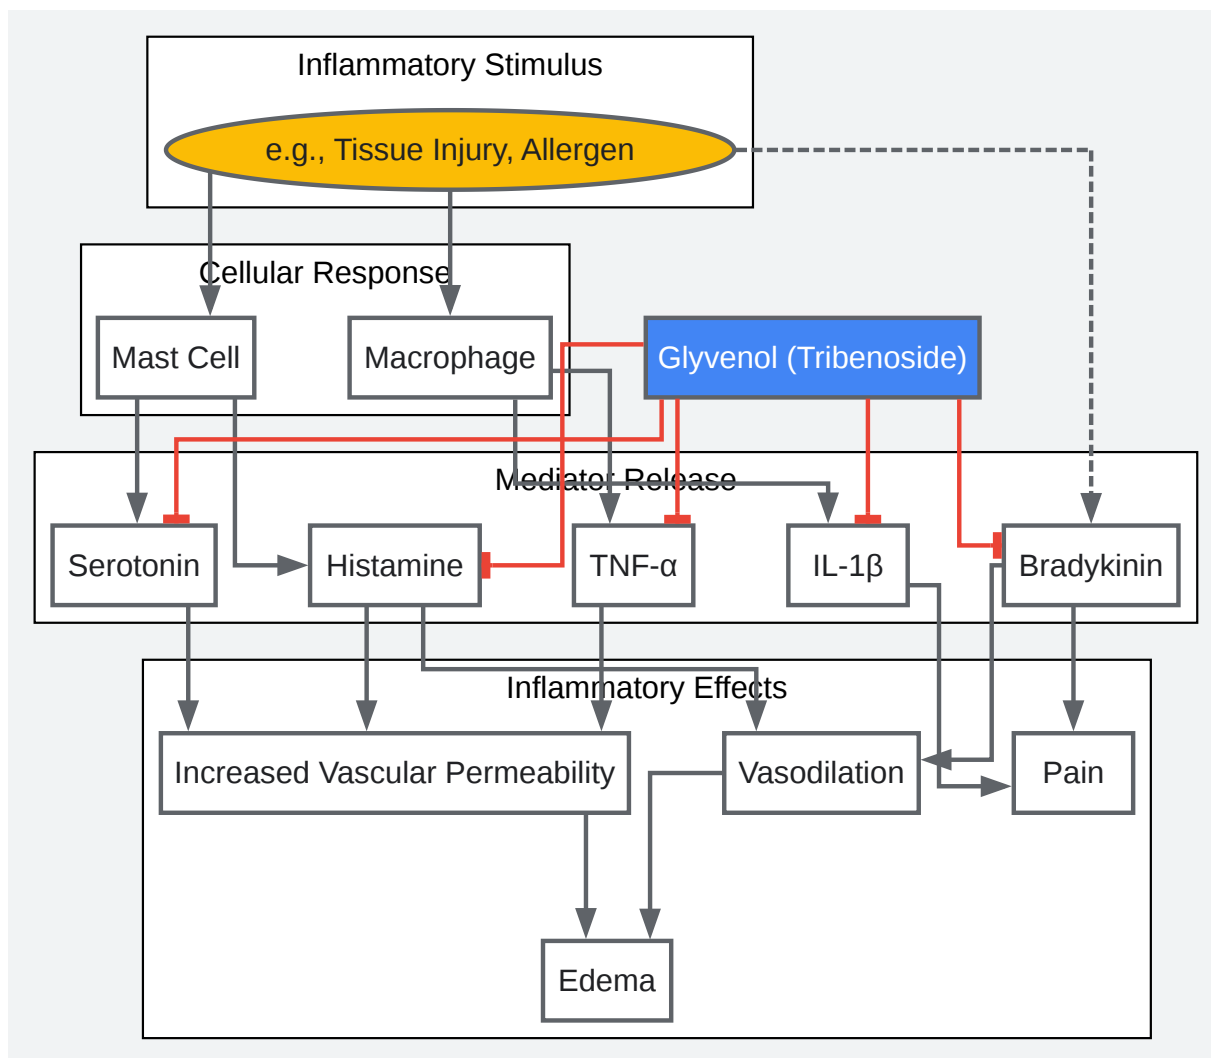 Inflammatory Stimulus
e.g., Tissue Injury, Allergen
Cellular Response
Mast Cell
Macrophage
Glyvenol (Tribenoside)
Mediator Release
Serotonin
Histamine
TNF-α
IL-1β
Bradykinin
Inflammatory Effects
Increased Vascular Permeability
Vasodilation
Pain
Edema